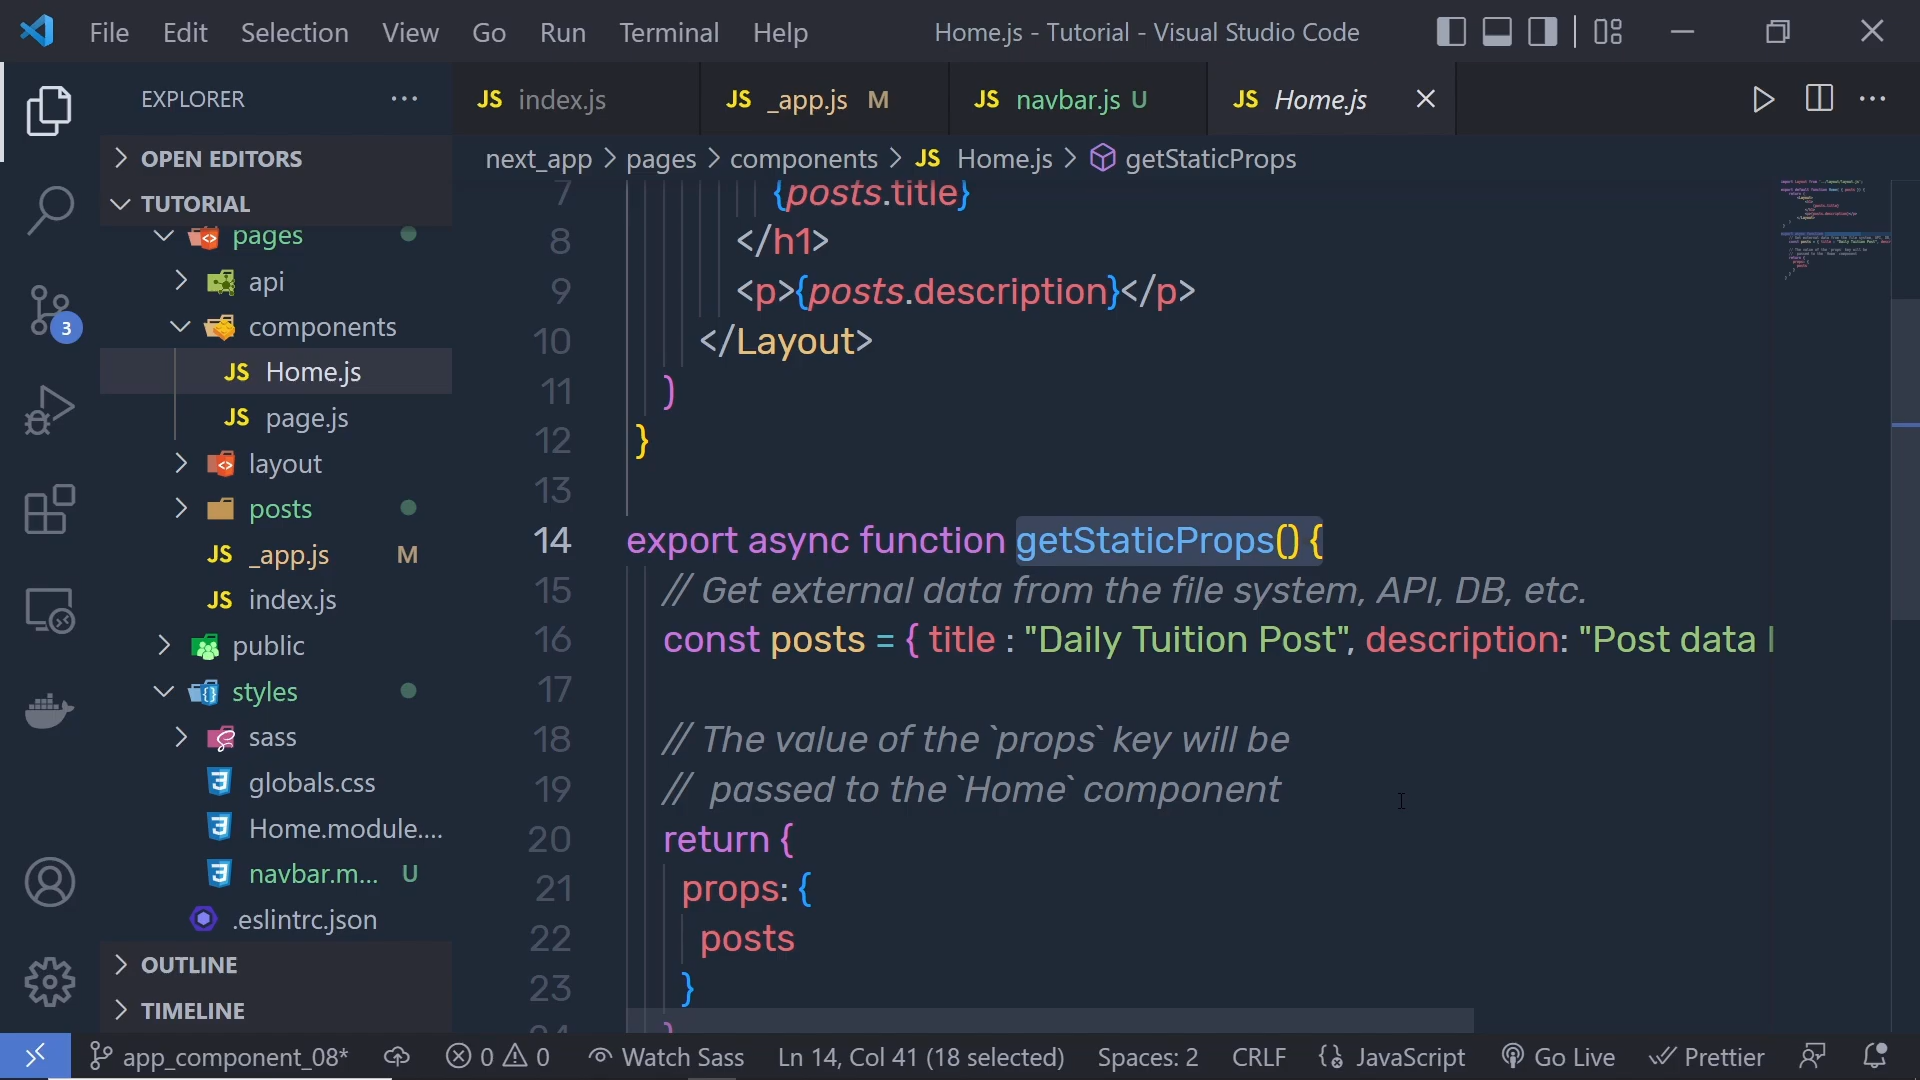 File Edit Selection View Go Run Terminal Help
Home.js - Tutorial - Visual Studio Code
EXPLORER
JS index.js
JS _app.js M
JS navbar.js U
JS Home.js
OPEN EDITORS
next_app > pages > components > JS Home.js > getStaticProps
TUTORIAL
pages
api
components
JS Home.js
JS page.js
layout
posts
JS _app.js M
JS index.js
public
styles
sass
globals.css
Home.module....
navbar.m... U
.eslintrc.json
OUTLINE
TIMELINE
3
7 {posts.title}
8 </h1>
9 <p>{posts.description}</p>
10 </Layout>
11 )
12 }
13
14 export async function getStaticProps() {
15 // Get external data from the file system, API, DB, etc.
16 const posts = { title : "Daily Tuition Post", description: "Post data
17
18 // The value of the `props` key will be
19 //  passed to the `Home` component
20 return {
21 props: {
22 posts
23 }
24 }
app_component_08* 0 0 Watch Sass Ln 14, Col 41 (18 selected) Spaces: 2 CRLF {} JavaScript Go Live Prettier